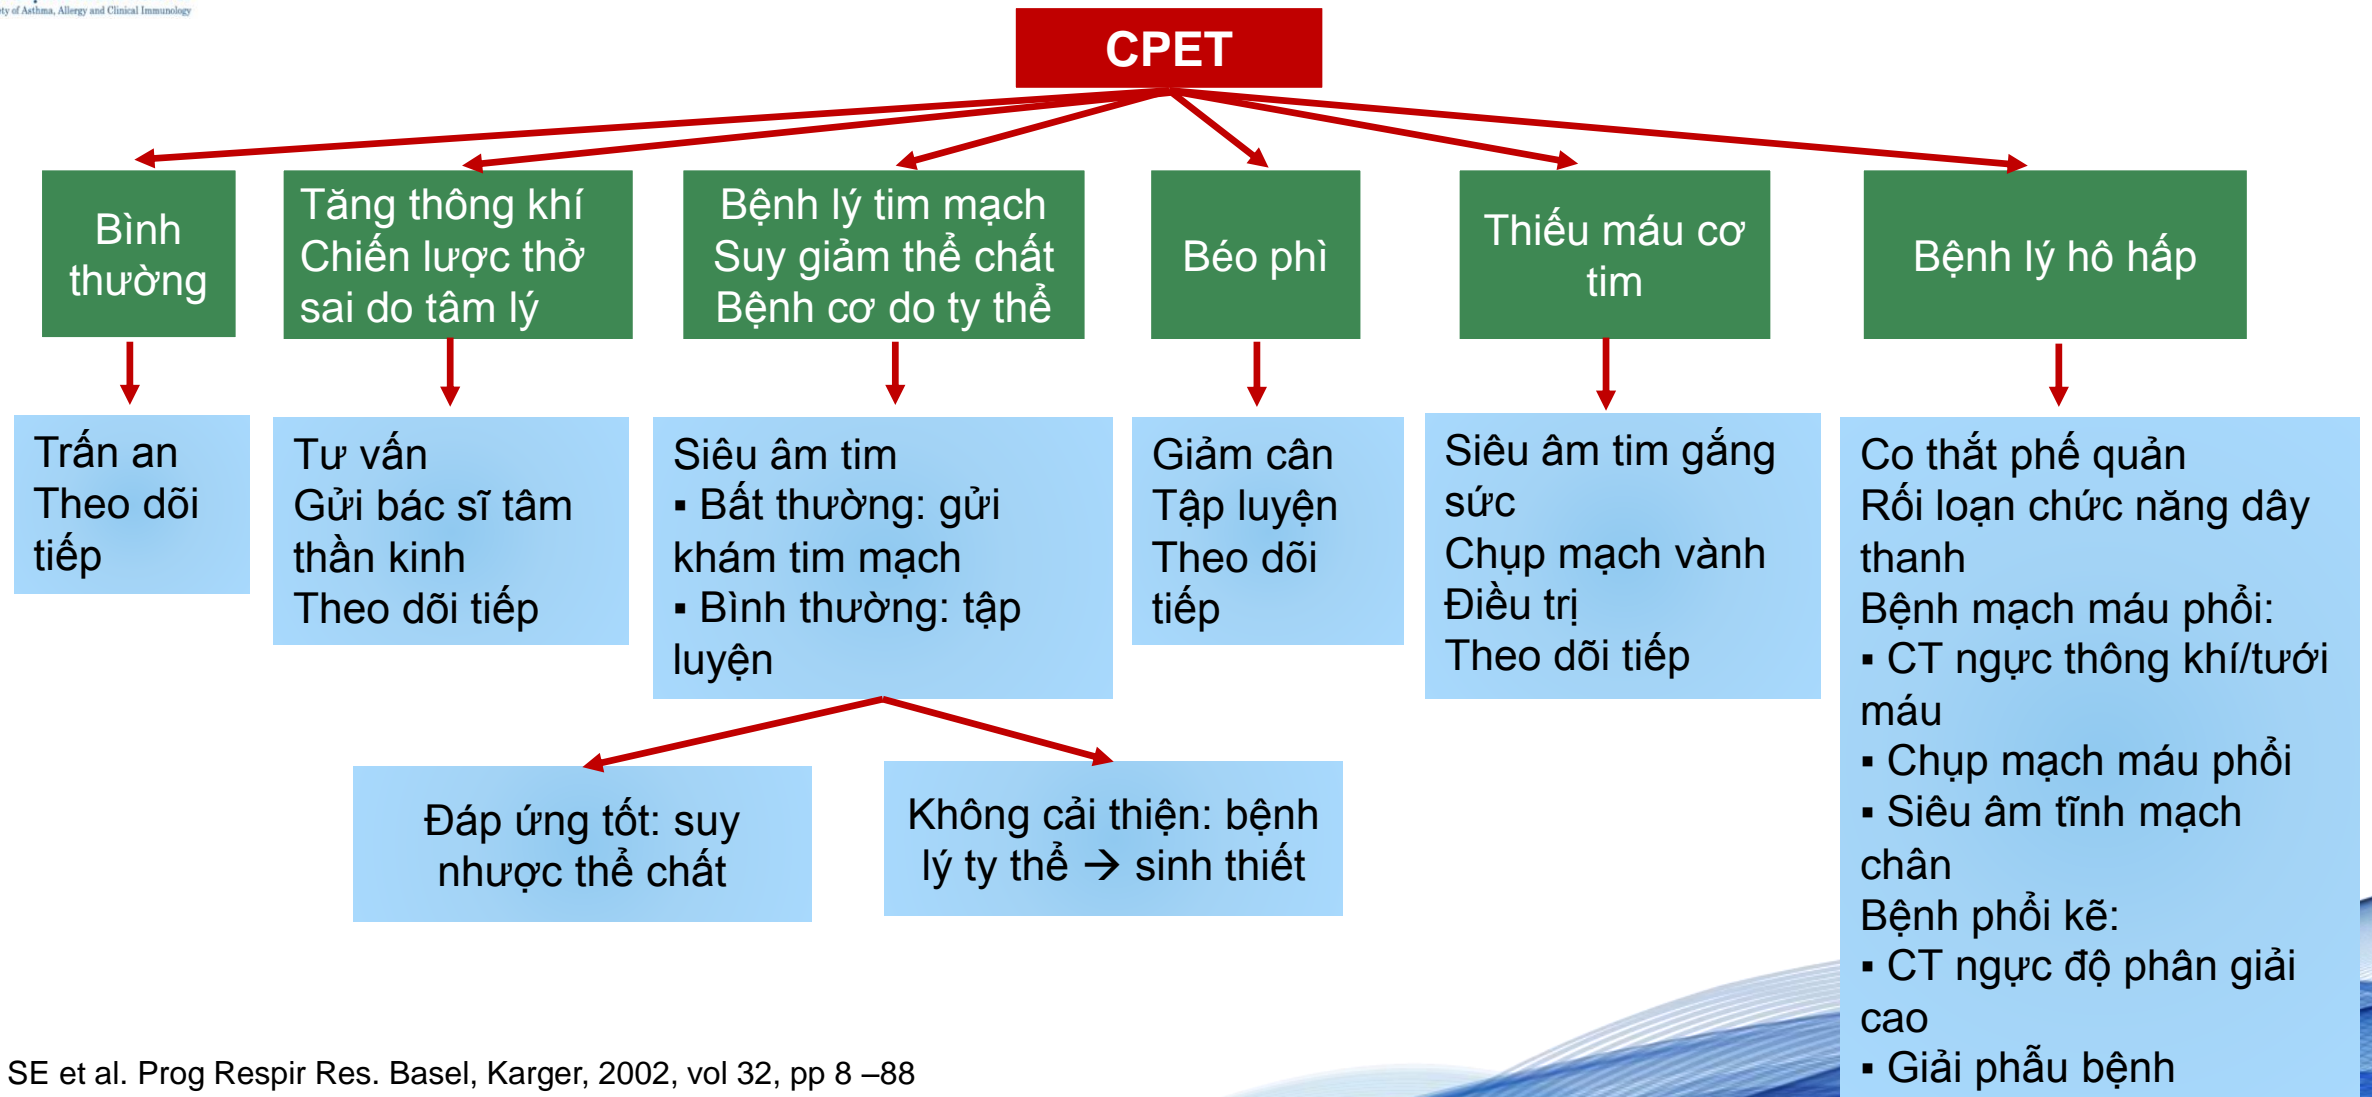 ty of Asthma, Allergy and Clinical Immunology
CPET
Bình
thường
Tăng thông khí
Chiến lược thở
sai do tâm lý
Bệnh lý tim mạch
Suy giảm thể chất
Bệnh cơ do ty thể
Béo phì
Thiếu máu cơ
tim
Bệnh lý hô hấp
Trấn an
Theo dõi
tiếp
Tư vấn
Gửi bác sĩ tâm
thần kinh
Theo dõi tiếp
Siêu âm tim
▪ Bất thường: gửi
khám tim mạch
▪ Bình thường: tập
luyện
Giảm cân
Tập luyện
Theo dõi
tiếp
Siêu âm tim gắng
sức
Chụp mạch vành
Điều trị
Theo dõi tiếp
Co thắt phế quản
Rối loạn chức năng dây
thanh
Bệnh mạch máu phổi:
▪ CT ngực thông khí/tưới
máu
▪ Chụp mạch máu phổi
▪ Siêu âm tĩnh mạch
chân
Bệnh phổi kẽ:
▪ CT ngực độ phân giải
cao
▪ Giải phẫu bệnh
Đáp ứng tốt: suy
nhược thể chất
Không cải thiện: bệnh
lý ty thể → sinh thiết
SE et al. Prog Respir Res. Basel, Karger, 2002, vol 32, pp 8 –88